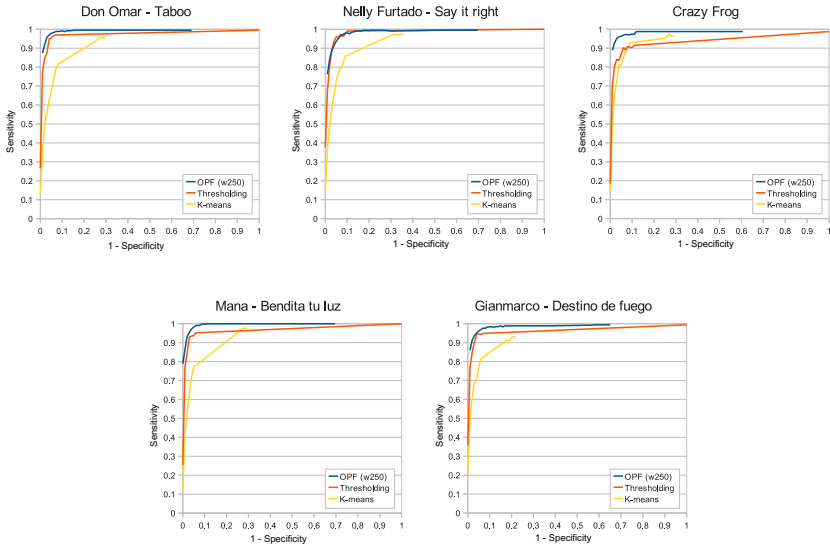 Don Omar - Taboo
1
0.9
0.8
0.7
0.6
0.5
0.4
0.3
0.2
0.1
0
Sensitivity
OPF (w250)
Thresholding
K-means
0 0.1 0.2 0.3 0.4 0.5 0.6 0.7 0.8 0.9 1
1 - Specificity
Nelly Furtado - Say it right
1
0.9
0.8
0.7
0.6
0.5
0.4
0.3
0.2
0.1
0
Sensitivity
OPF (w250)
Thresholding
K-means
0 0.1 0.2 0.3 0.4 0.5 0.6 0.7 0.8 0.9 1
1 - Specificity
Crazy Frog
1
0.9
0.8
0.7
0.6
0.5
0.4
0.3
0.2
0.1
0
Sensitivity
OPF (w250)
Thresholding
K-means
0 0.1 0.2 0.3 0.4 0.5 0.6 0.7 0.8 0.9 1
1 - Specificity
Mana - Bendita tu luz
1
0.9
0.8
0.7
0.6
0.5
0.4
0.3
0.2
0.1
0
Sensitivity
OPF (w250)
Thresholding
K-means
0 0.1 0.2 0.3 0.4 0.5 0.6 0.7 0.8 0.9 1
1 - Specificity
Gianmarco - Destino de fuego
1
0.9
0.8
0.7
0.6
0.5
0.4
0.3
0.2
0.1
0
Sensitivity
OPF (w250)
Thresholding
K-means
0 0.1 0.2 0.3 0.4 0.5 0.6 0.7 0.8 0.9 1
1 - Specificity